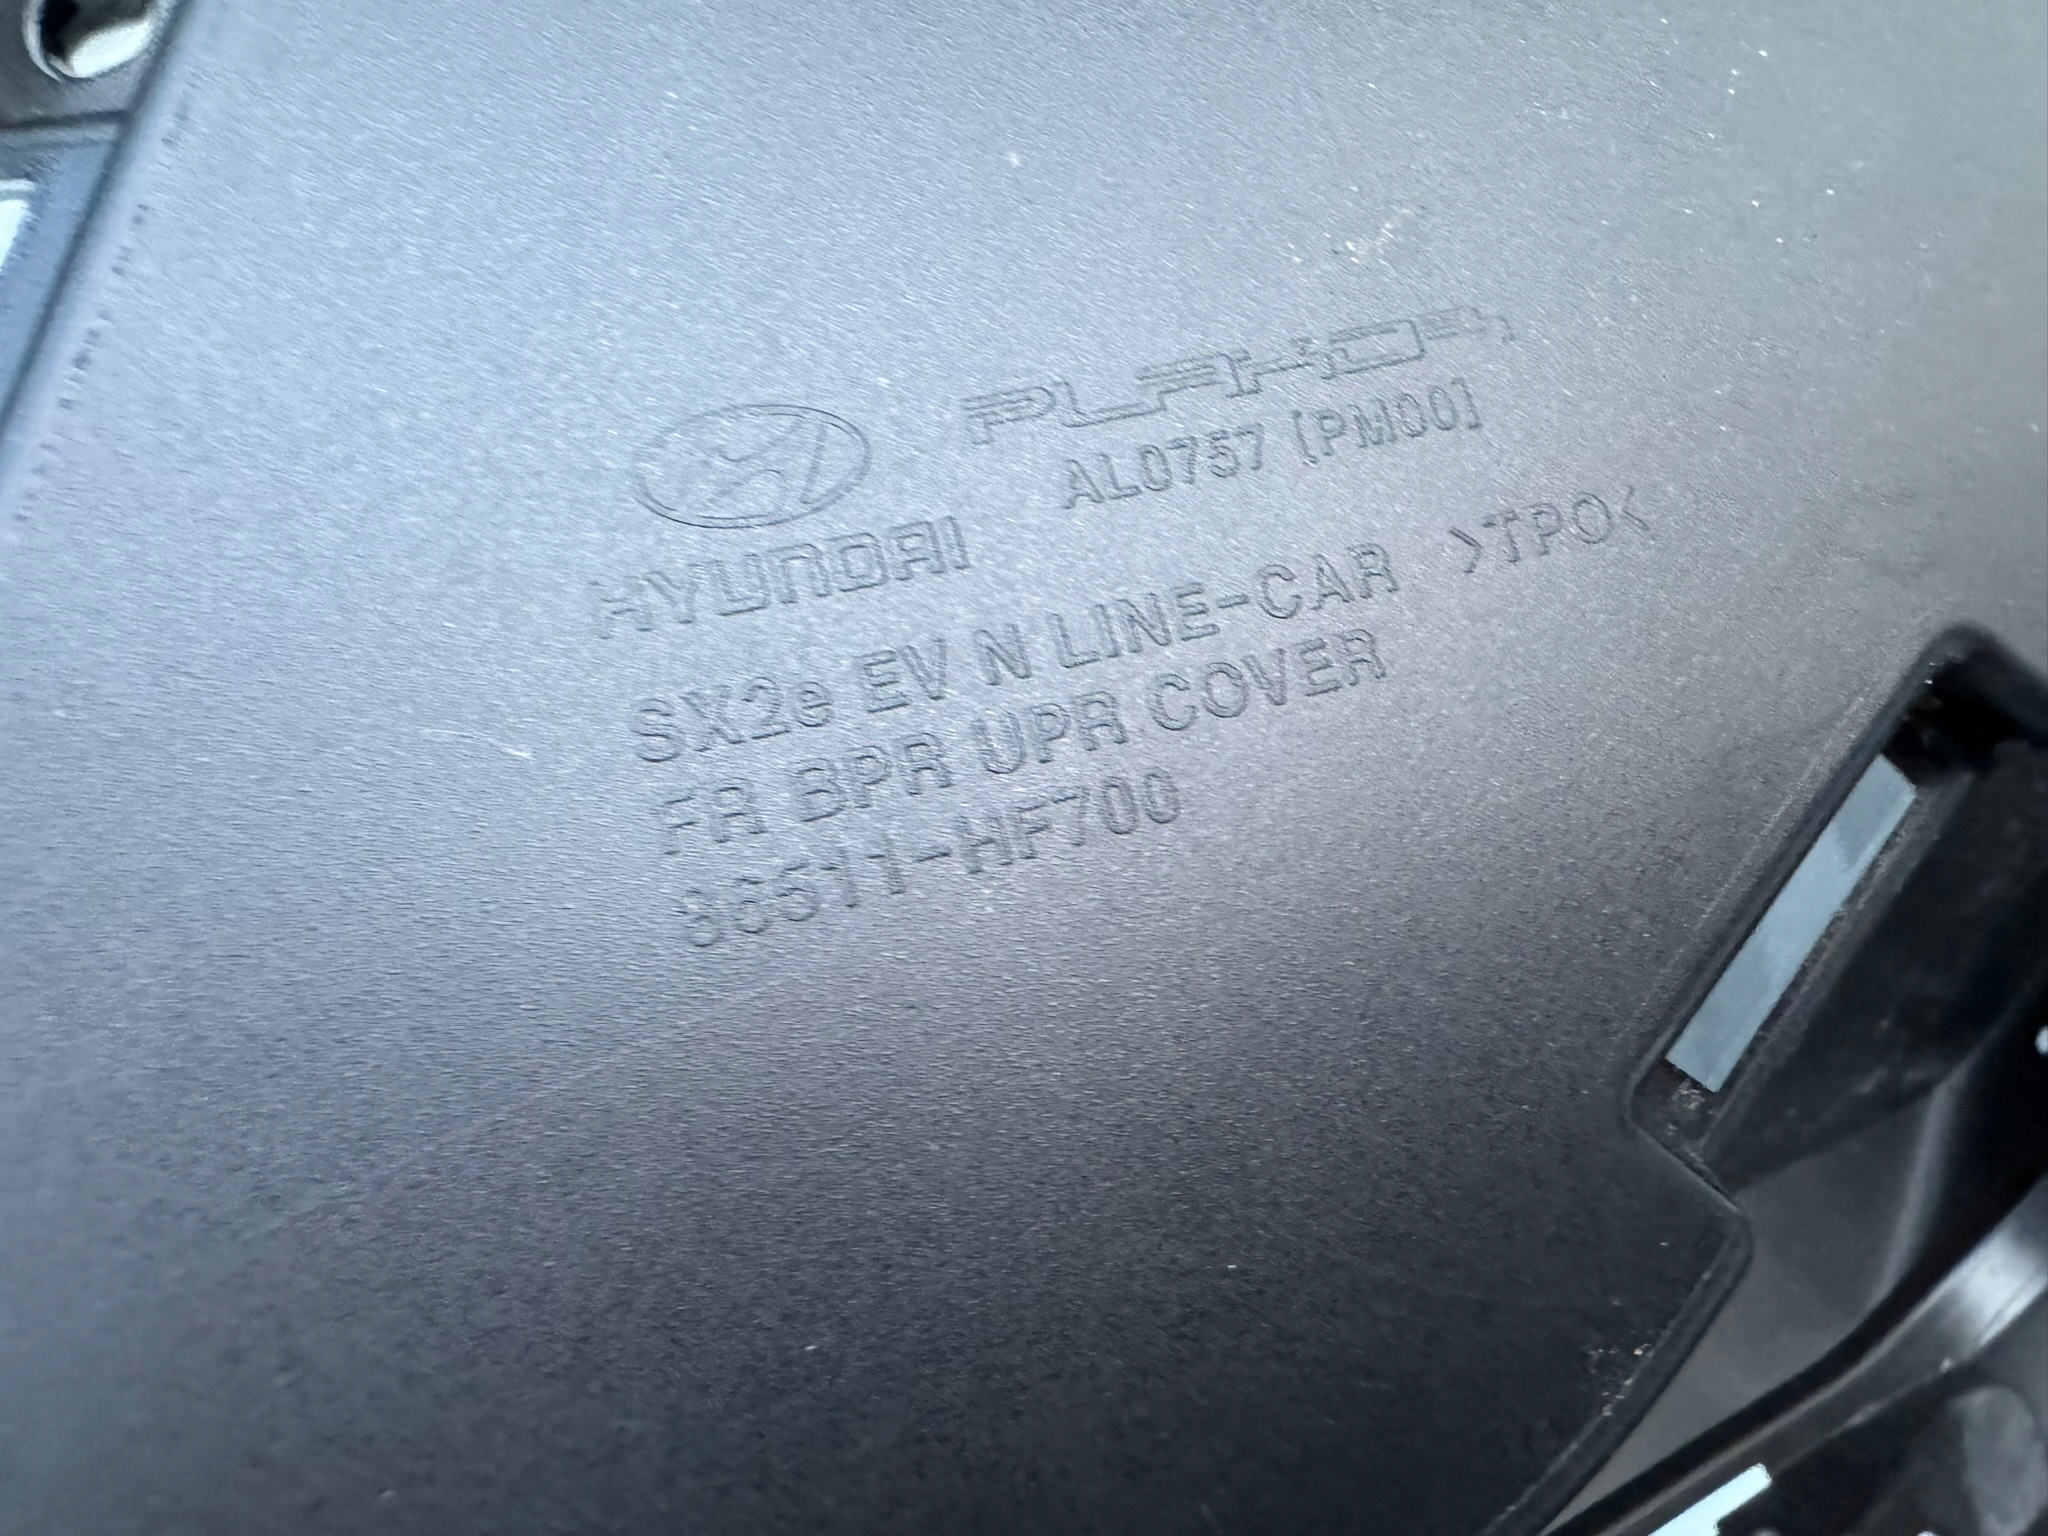 PLAKOR
AL0757 [PM00]
HYUNDAI
SX2e EV N LINE-CAR >TPO<
FR BPR UPR COVER
86511-HF700